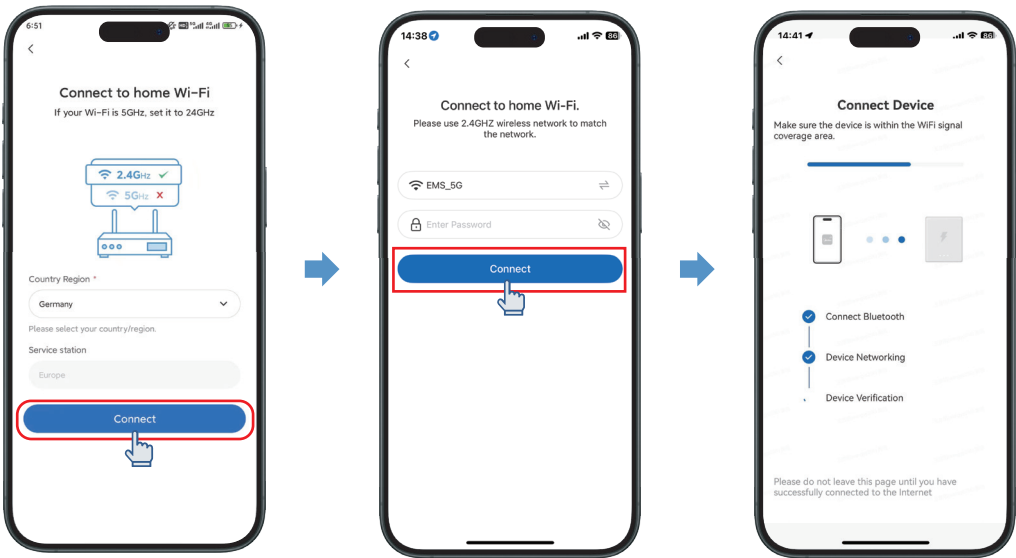 6:51
Connect to home Wi-Fi
If your Wi-Fi is 5GHz, set it to 24GHz
2.4GHz
5GHz
Country Region *
Germany
Please select your country/region.
Service station
Europe
Connect
14:38
86
Connect to home Wi-Fi.
Please use 2.4GHZ wireless network to match
the network.
EMS_5G
Enter Password
Connect
14:41
86
Connect Device
Make sure the device is within the WiFi signal
coverage area.
Connect Bluetooth
Device Networking
Device Verification
Please do not leave this page until you have
successfully connected to the Internet